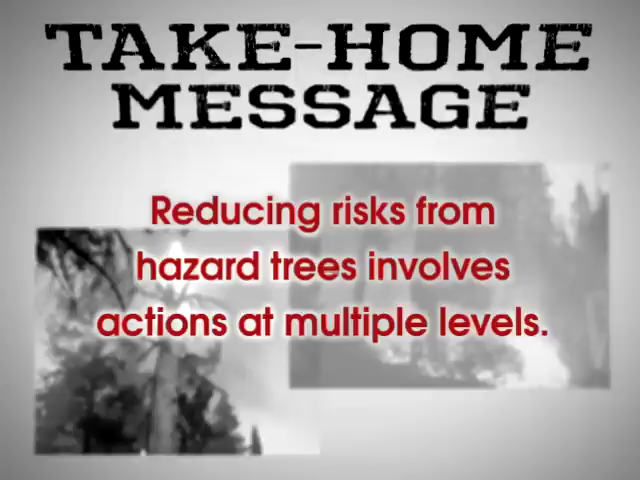 TAKE-HOME
MESSAGE
Reducing risks from
hazard trees involves
actions at multiple levels.